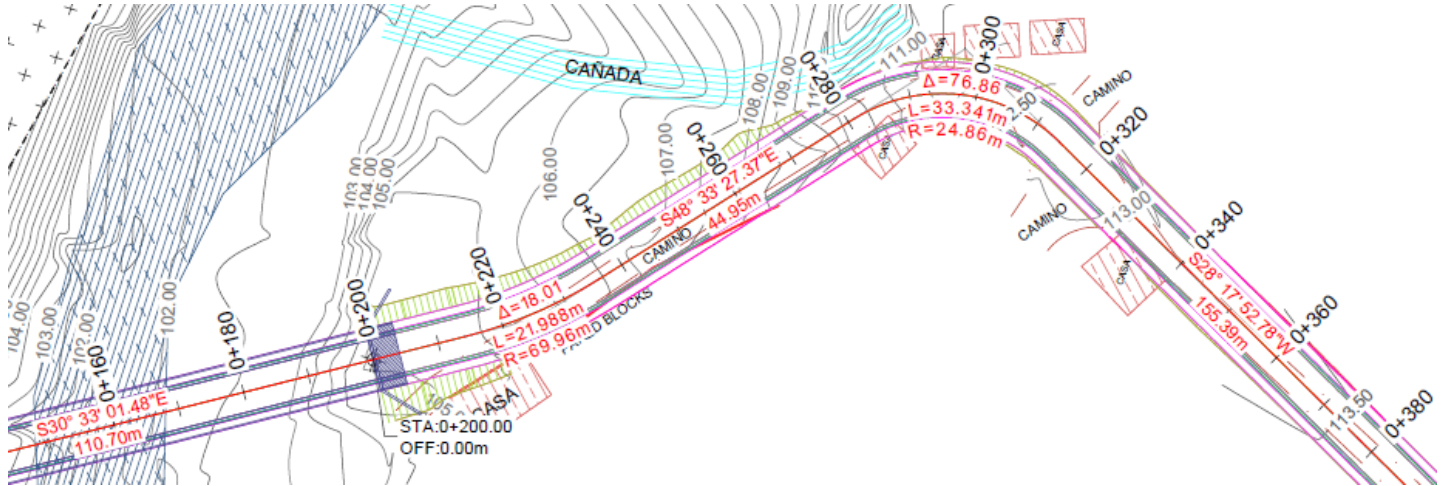 CAÑADA
111.00
CASA
CASA
CASA
0+300
109.00
108.00
0+280
Δ=76.86
L=33.341m
R=24.86m
CAMINO
0+320
CASA
107.00
0+260
106.00
103.00
104.00
105.00
S48° 33' 27.37"E
44.95m
CAMINO
0+240
113.00
CAMINO
CASA
0+340
S28° 17' 52.78"W
155.39m
0+360
0+220
Δ=18.01
L=21.988m
R=69.96m
BLOCKS
0+200
104.00
103.00
102.00
102.00
0+180
0+160
S30° 33' 01.48"E
110.70m
CASA
STA:0+200.00
OFF:0.00m
113.50
0+380